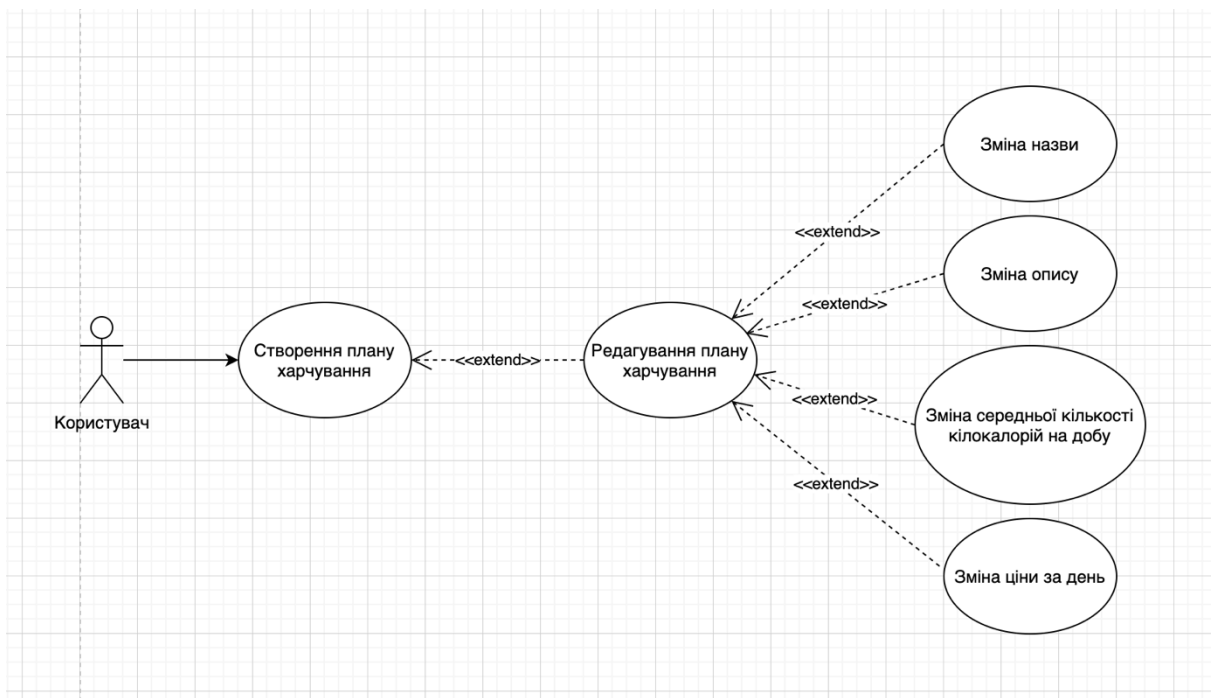 Зміна назви
<<extend>>
Зміна опису
<<extend>>
Створення плану
харчування
<<extend>>
Редагування плану
харчування
<<extend>>
Зміна середньої кількості
кілокалорій на добу
Користувач
<<extend>>
Зміна ціни за день